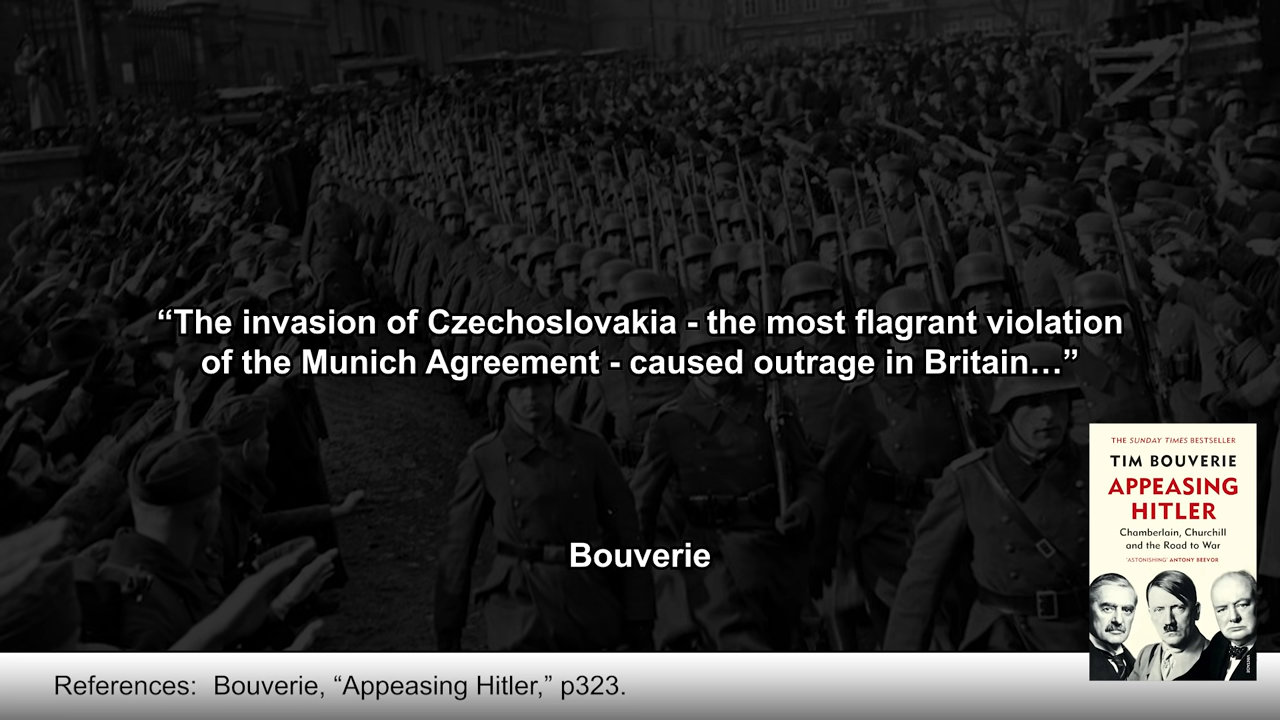 “The invasion of Czechoslovakia - the most flagrant violation
of the Munich Agreement - caused outrage in Britain…”
Bouverie
THE SUNDAY TIMES BESTSELLER
TIM BOUVERIE
APPEASING
HITLER
Chamberlain, Churchill
and the Road to War
‘ASTONISHING’ ANTONY BEEVOR
VINTAGE
References:  Bouverie, “Appeasing Hitler,” p323.